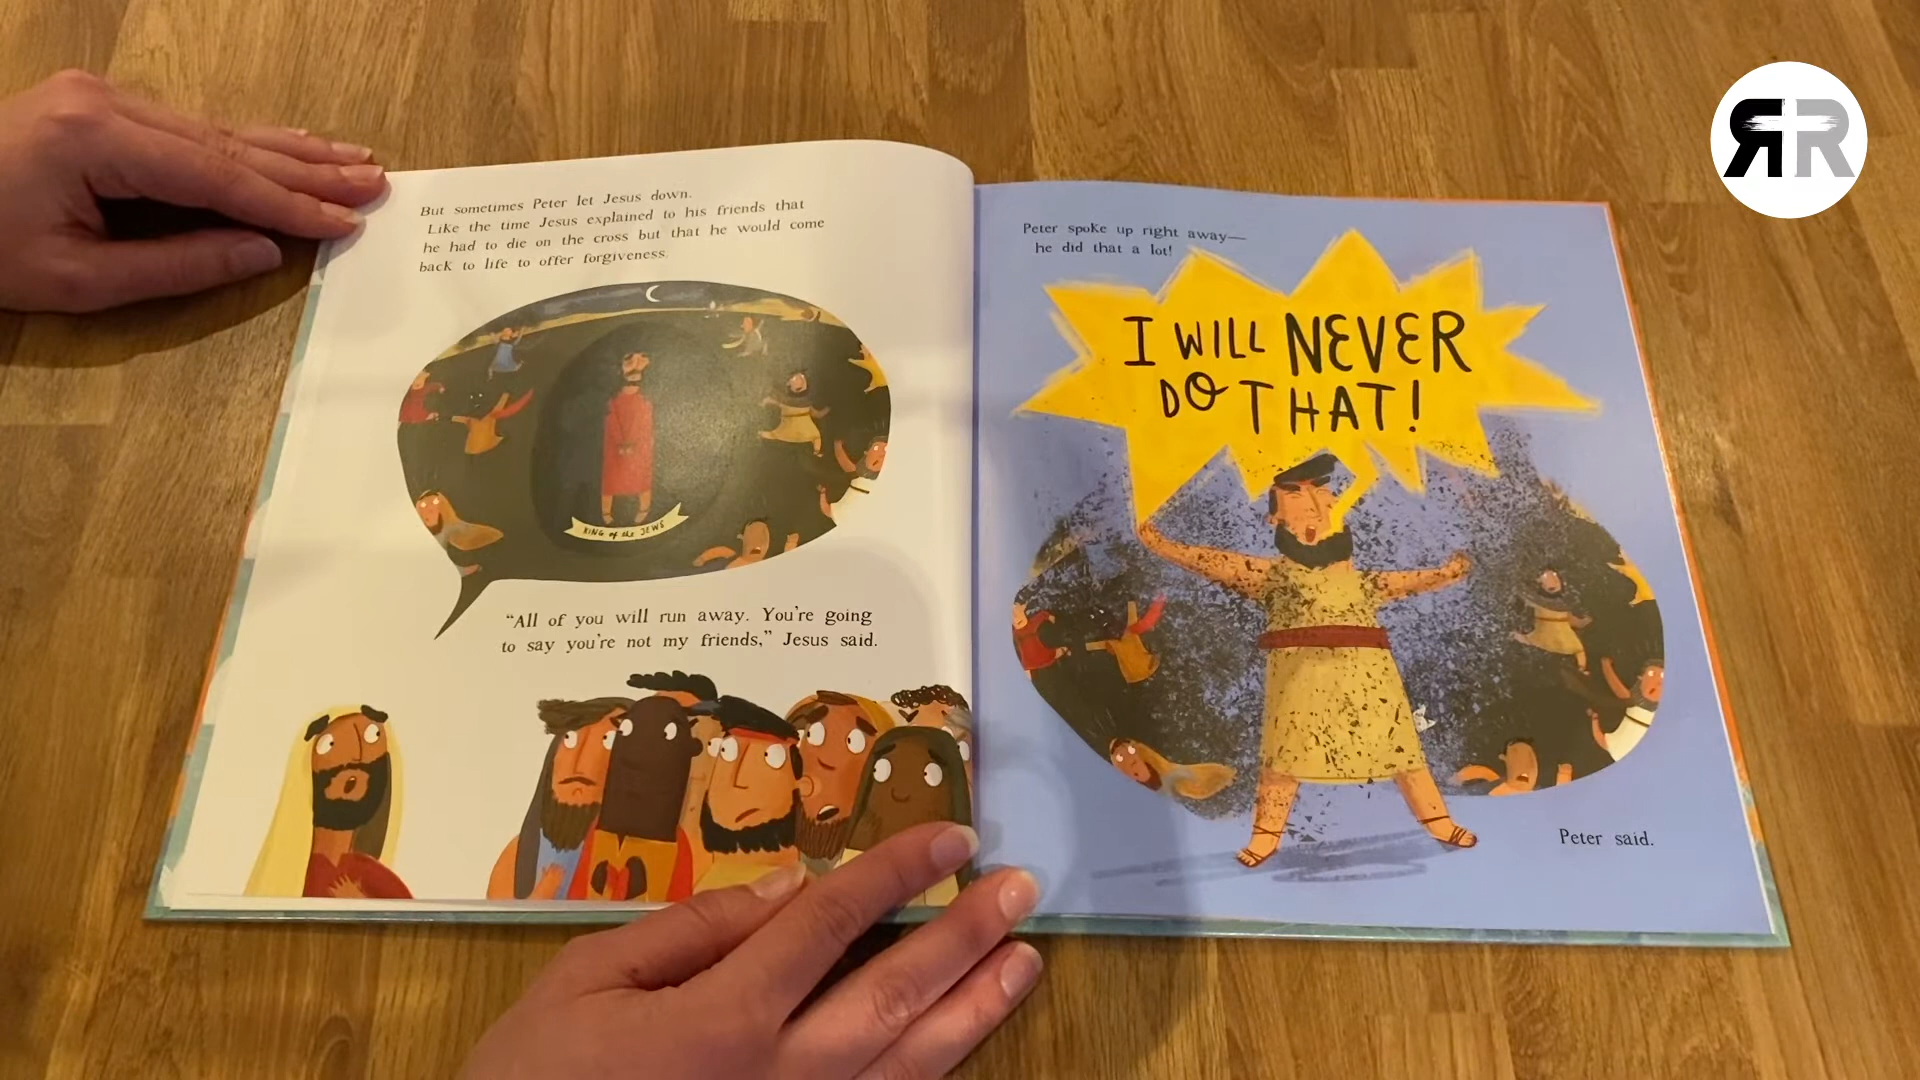 But sometimes Peter let Jesus down.
Like the time Jesus explained to his friends that
he had to die on the cross but that he would come
back to life to offer forgiveness.
KING of the JEWS
“All of you will run away. You’re going
to say you’re not my friends,” Jesus said.
Peter spoke up right away—
he did that a lot!
I WILL NEVER
DO THAT!
Peter said.
RR